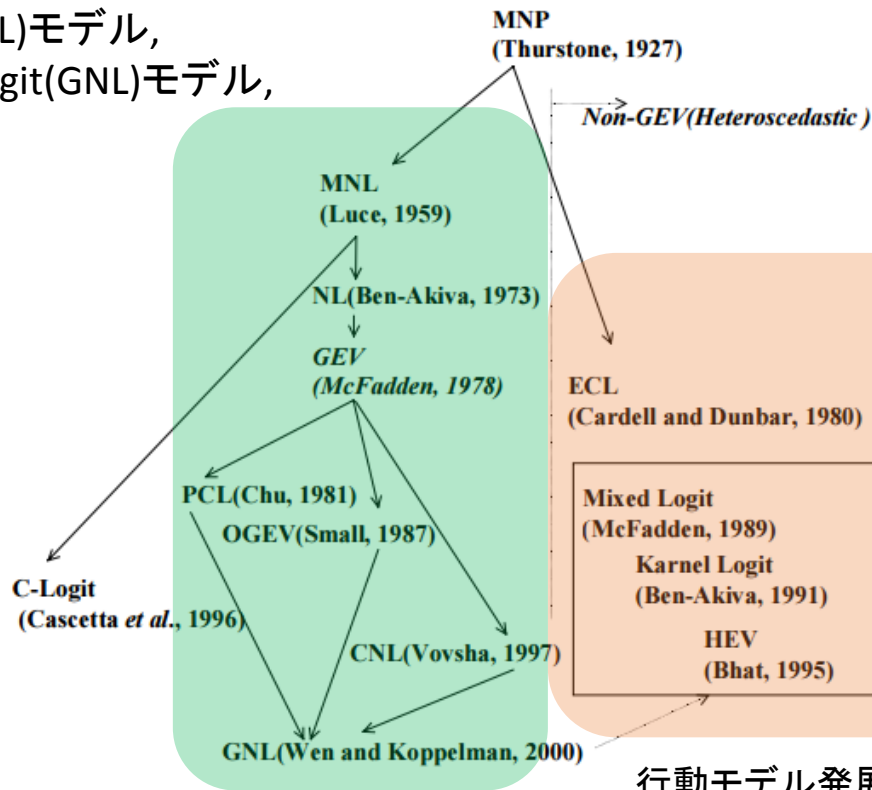 L)モデル,
git(GNL)モデル,
MNP
(Thurstone, 1927)
Non-GEV(Heteroscedastic )
MNL
(Luce, 1959)
NL(Ben-Akiva, 1973)
GEV
(McFadden, 1978)
ECL
(Cardell and Dunbar, 1980)
PCL(Chu, 1981)
OGEV(Small, 1987)
Mixed Logit
(McFadden, 1989)
Karnel Logit
(Ben-Akiva, 1991)
HEV
(Bhat, 1995)
C-Logit
(Cascetta et al., 1996)
CNL(Vovsha, 1997)
GNL(Wen and Koppelman, 2000)
行動モデル発展